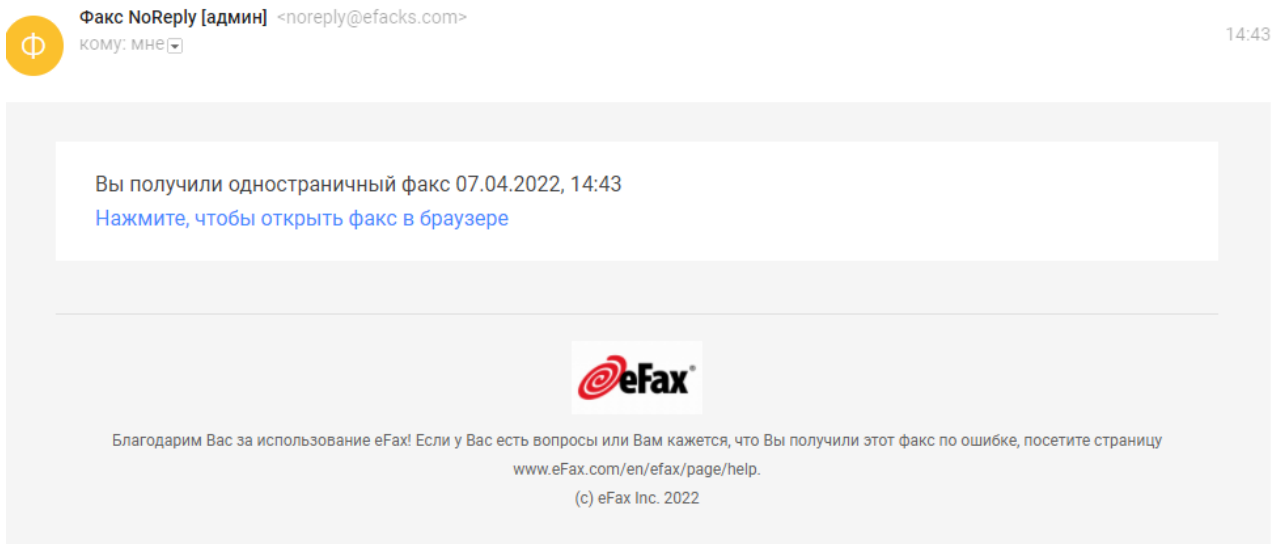 Факс NoReply [админ] <noreply@efacks.com>
кому: мне
14:43
Ф
Вы получили одностраничный факс 07.04.2022, 14:43
Нажмите, чтобы открыть факс в браузере
eFax®
Благодарим Вас за использование eFax! Если у Вас есть вопросы или Вам кажется, что Вы получили этот факс по ошибке, посетите страницу
www.eFax.com/en/efax/page/help.
(c) eFax Inc. 2022